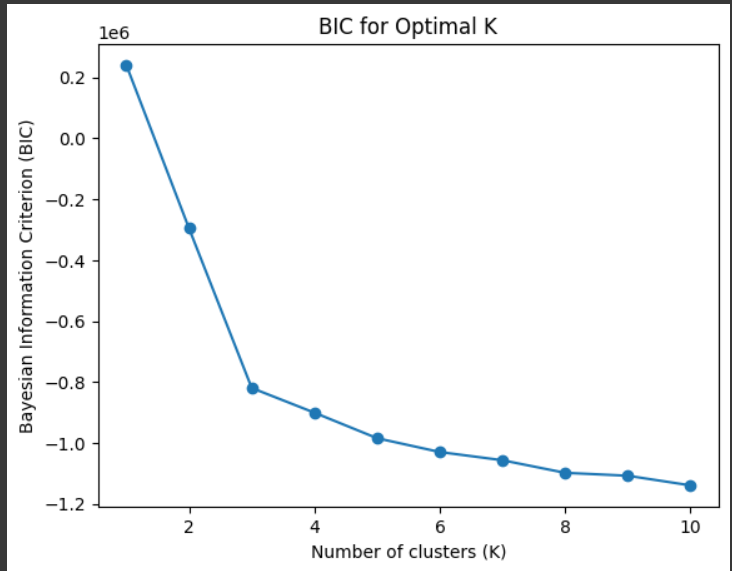 BIC for Optimal K
1e6
0.2
0.0
−0.2
−0.4
−0.6
−0.8
−1.0
−1.2
Bayesian Information Criterion (BIC)
2 4 6 8 10
Number of clusters (K)